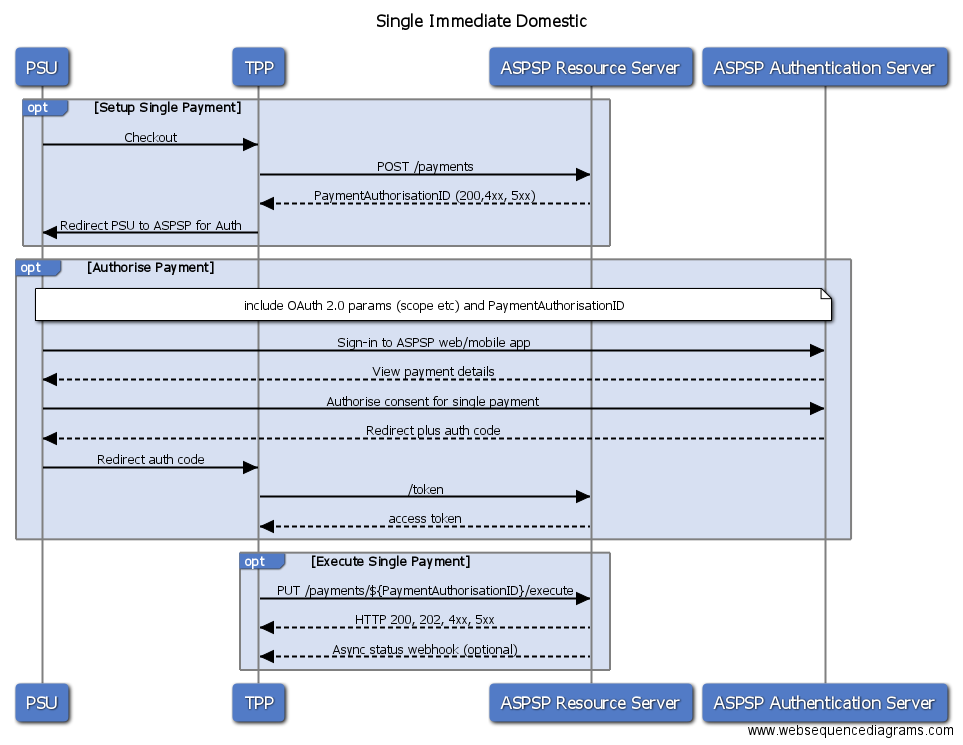 Single Immediate Domestic
PSU
TPP
ASPSP Resource Server
ASPSP Authentication Server
opt
[Setup Single Payment]
Checkout
POST /payments
PaymentAuthorisationID (200,4xx, 5xx)
Redirect PSU to ASPSP for Auth
opt
[Authorise Payment]
include OAuth 2.0 params (scope etc) and PaymentAuthorisationID
Sign-in to ASPSP web/mobile app
View payment details
Authorise consent for single payment
Redirect plus auth code
Redirect auth code
/token
access token
opt
[Execute Single Payment]
PUT /payments/${PaymentAuthorisationID}/execute
HTTP 200, 202, 4xx, 5xx
Async status webhook (optional)
PSU
TPP
ASPSP Resource Server
ASPSP Authentication Server
www.websequencediagrams.com